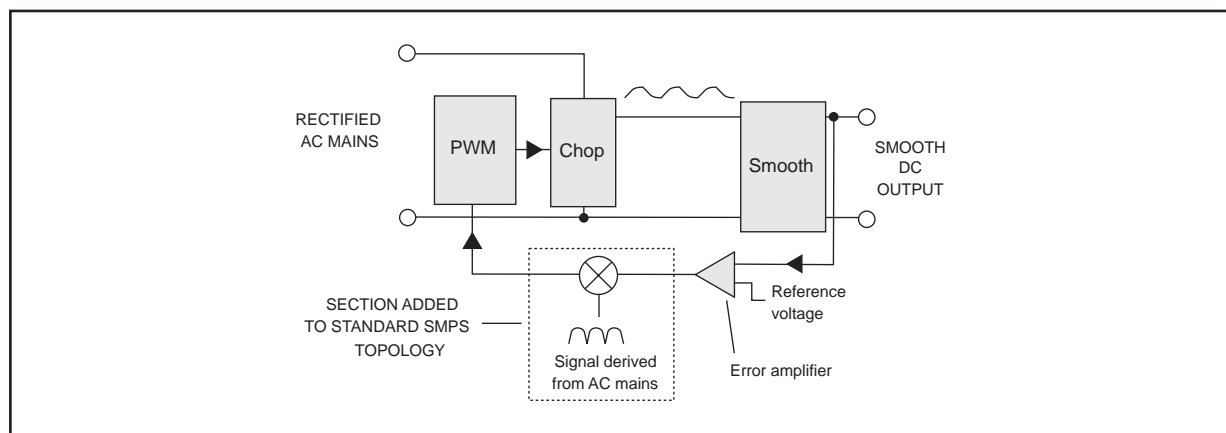 RECTIFIED
AC MAINS
PWM
Chop
Smooth
SMOOTH
DC
OUTPUT
SECTION ADDED
TO STANDARD SMPS
TOPOLOGY
Signal derived
from AC mains
Reference
voltage
Error amplifier